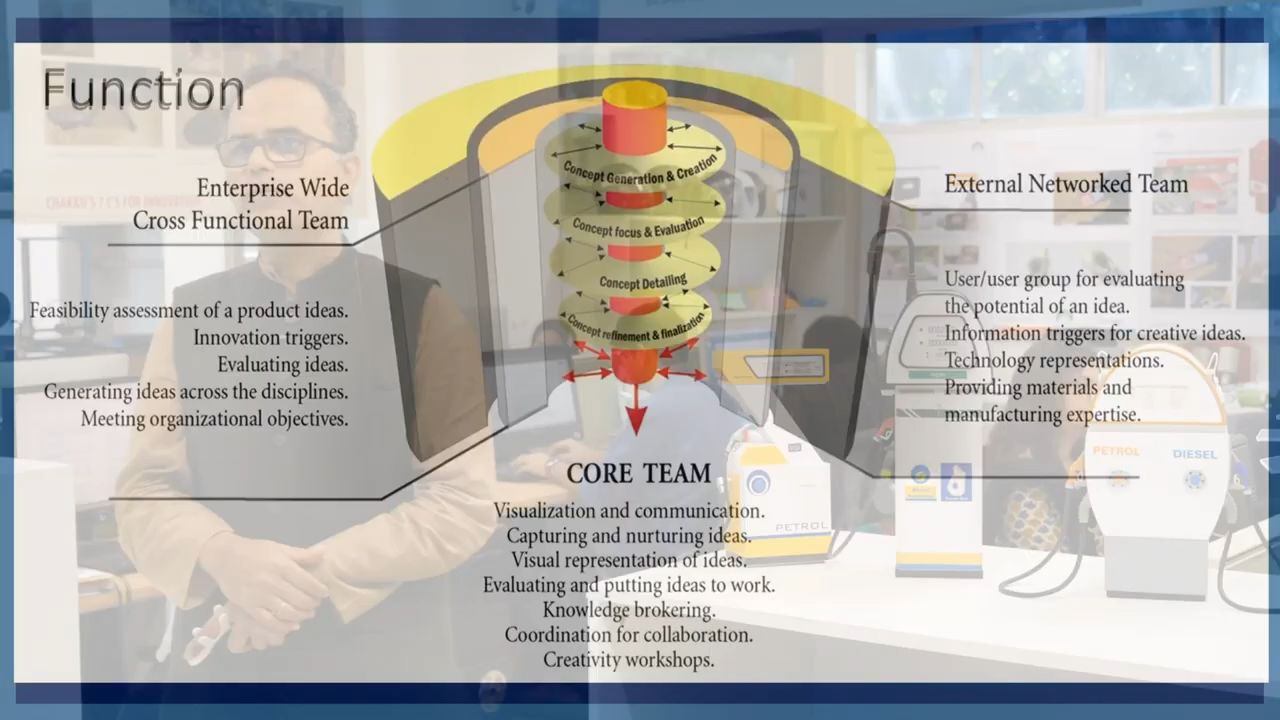 Function
Enterprise Wide
Cross Functional Team
Feasibility assessment of a product ideas.
Innovation triggers.
Evaluating ideas.
Generating ideas across the disciplines.
Meeting organizational objectives.
Concept Generation & Creation
Concept focus & Evaluation
Concept Detailing
Concept refinement & finalization
External Networked Team
User/user group for evaluating
the potential of an idea.
Information triggers for creative ideas.
Technology representations.
Providing materials and
manufacturing expertise.
CORE TEAM
Visualization and communication.
Capturing and nurturing ideas.
Visual representation of ideas.
Evaluating and putting ideas to work.
Knowledge brokering.
Coordination for collaboration.
Creativity workshops.
CHAKKU'S 7 C'S FOR INNOVATION
PETROL
PETROL
DIESEL